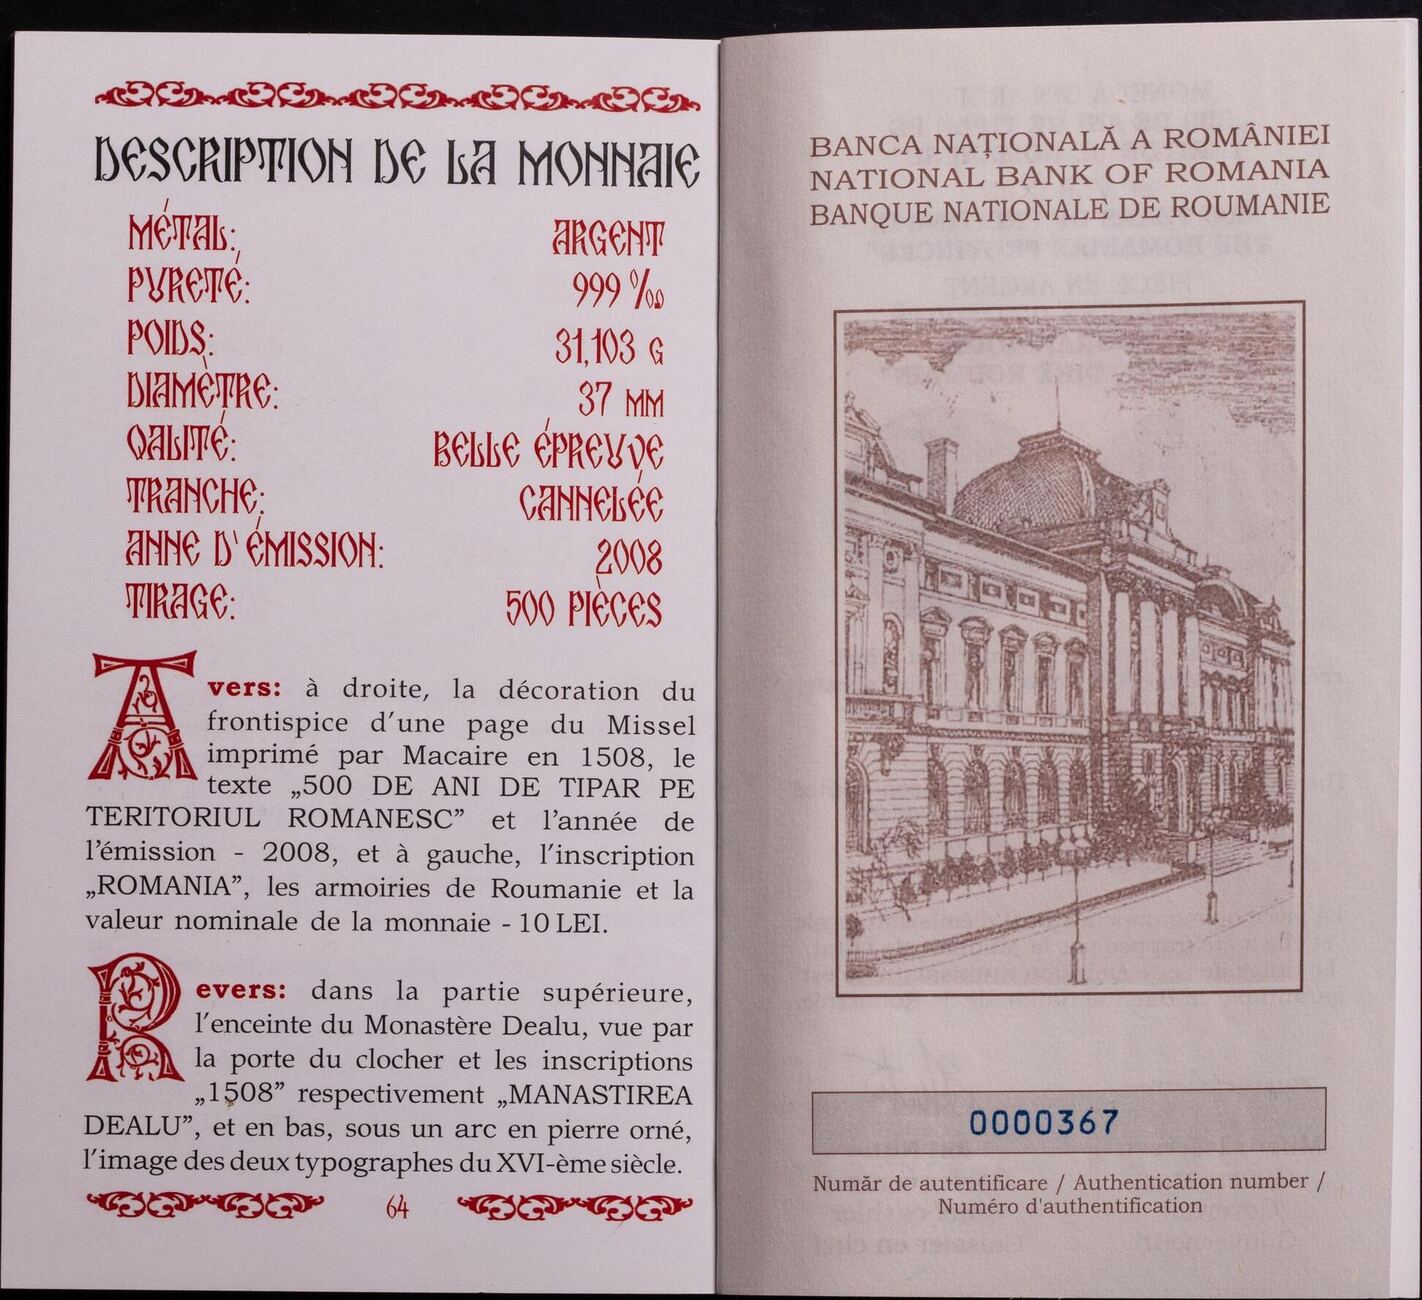 DESCRIPTION DE LA MONNAIE
MÉTAL: ARGENT
PURETÉ: 999 ‰
POIDS: 31,103 G
DIAMÈTRE: 37 MM
QALITÉ: BELLE ÉPREUVE
TRANCHE: CANNELÉE
ANNE D'ÉMISSION: 2008
TIRAGE: 500 PIÈCES
Avers: à droite, la décoration du
frontispice d'une page du Missel
imprimé par Macaire en 1508, le
texte „500 DE ANI DE TIPAR PE
TERITORIUL ROMANESC” et l'année de
l'émission - 2008, et à gauche, l'inscription
„ROMANIA”, les armoiries de Roumanie et la
valeur nominale de la monnaie - 10 LEI.
Revers: dans la partie supérieure,
l'enceinte du Monastère Dealu, vue par
la porte du clocher et les inscriptions
„1508” respectivement „MANASTIREA
DEALU”, et en bas, sous un arc en pierre orné,
l'image des deux typographes du XVI-ème siècle.
64
BANCA NAȚIONALĂ A ROMÂNIEI
NATIONAL BANK OF ROMANIA
BANQUE NATIONALE DE ROUMANIE
0000367
Număr de autentificare / Authentication number /
Numéro d'authentification